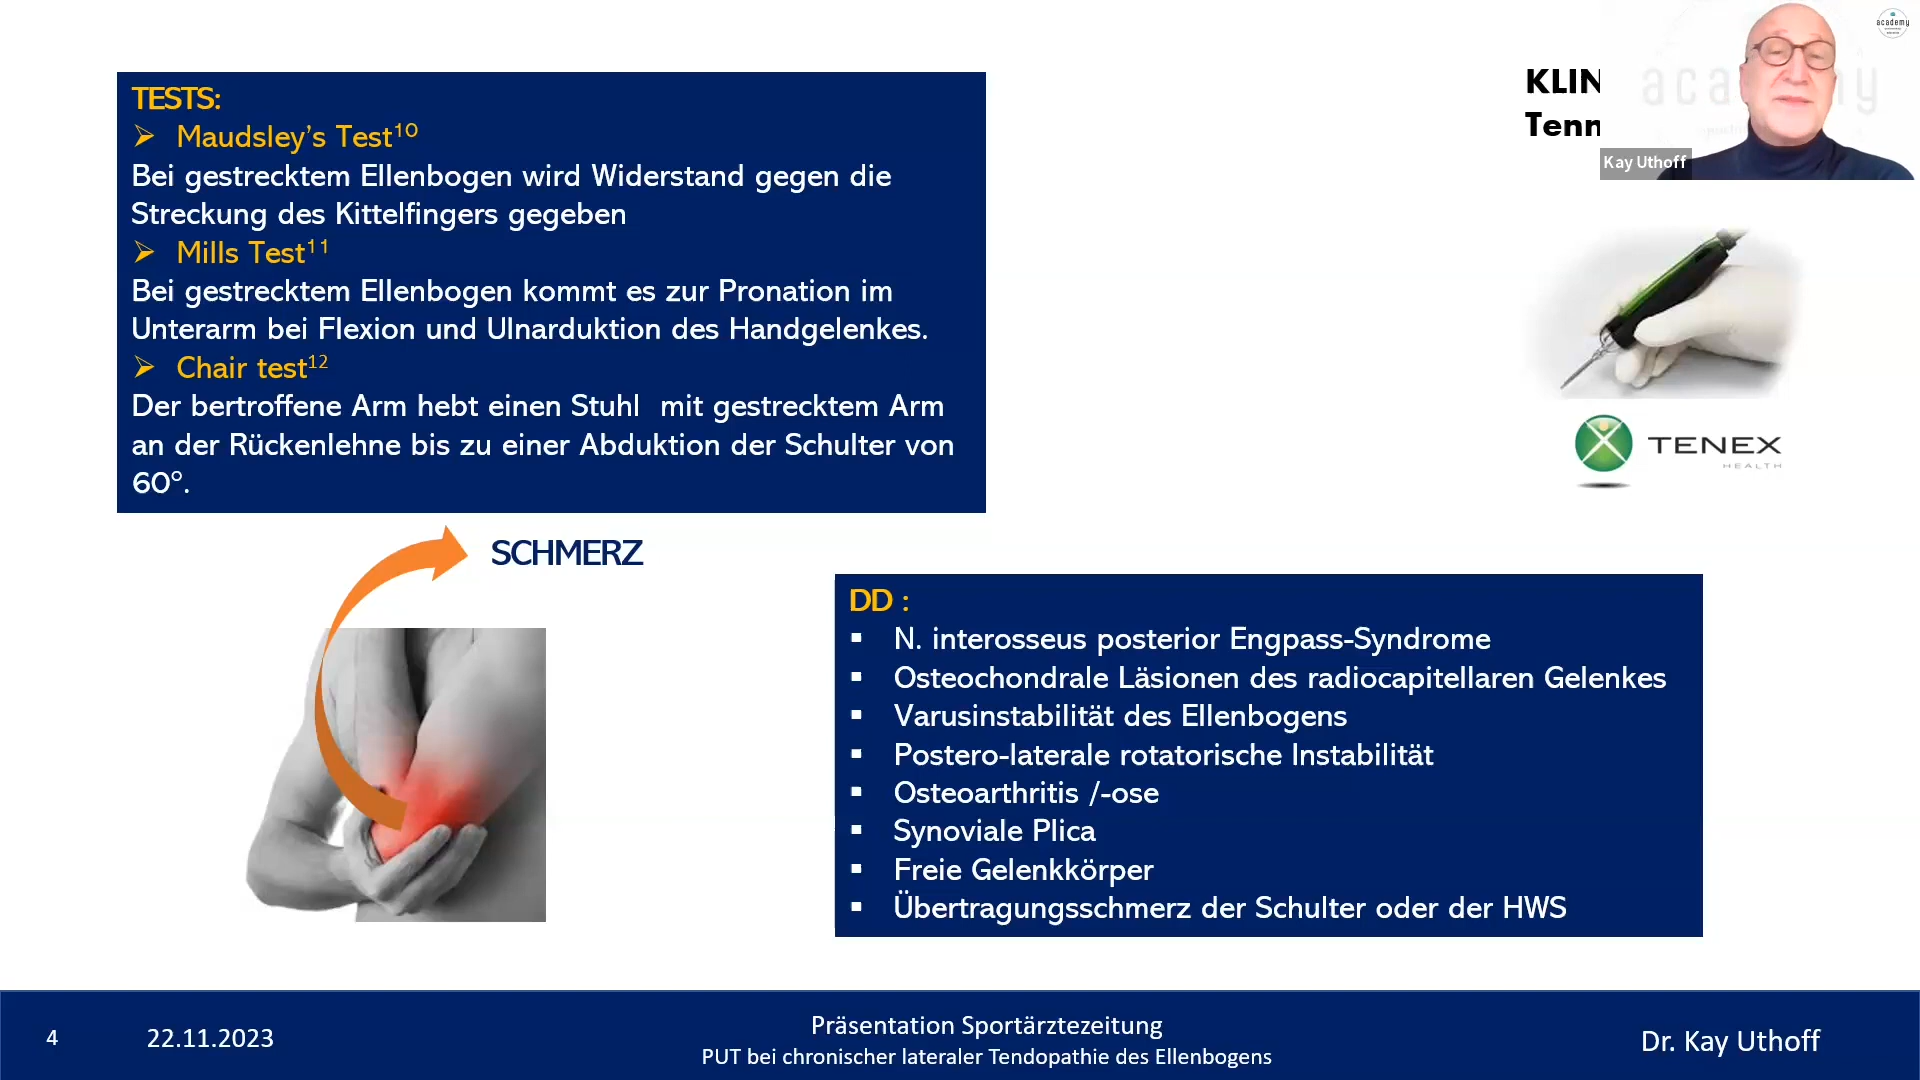 TESTS:
➢ Maudsley's Test¹⁰
Bei gestrecktem Ellenbogen wird Widerstand gegen die
Streckung des Kittelfingers gegeben
➢ Mills Test¹¹
Bei gestrecktem Ellenbogen kommt es zur Pronation im
Unterarm bei Flexion und Ulnarduktion des Handgelenkes.
➢ Chair test¹²
Der bertroffene Arm hebt einen Stuhl mit gestrecktem Arm
an der Rückenlehne bis zu einer Abduktion der Schulter von
60°.
KLIN
Tenn
academy
Kay Uthoff
TENEX
HEALTH
SCHMERZ
DD :
▪ N. interosseus posterior Engpass-Syndrome
▪ Osteochondrale Läsionen des radiocapitellaren Gelenkes
▪ Varusinstabilität des Ellenbogens
▪ Postero-laterale rotatorische Instabilität
▪ Osteoarthritis /-ose
▪ Synoviale Plica
▪ Freie Gelenkkörper
▪ Übertragungsschmerz der Schulter oder der HWS
4
22.11.2023
Präsentation Sportärztezeitung
PUT bei chronischer lateraler Tendopathie des Ellenbogens
Dr. Kay Uthoff